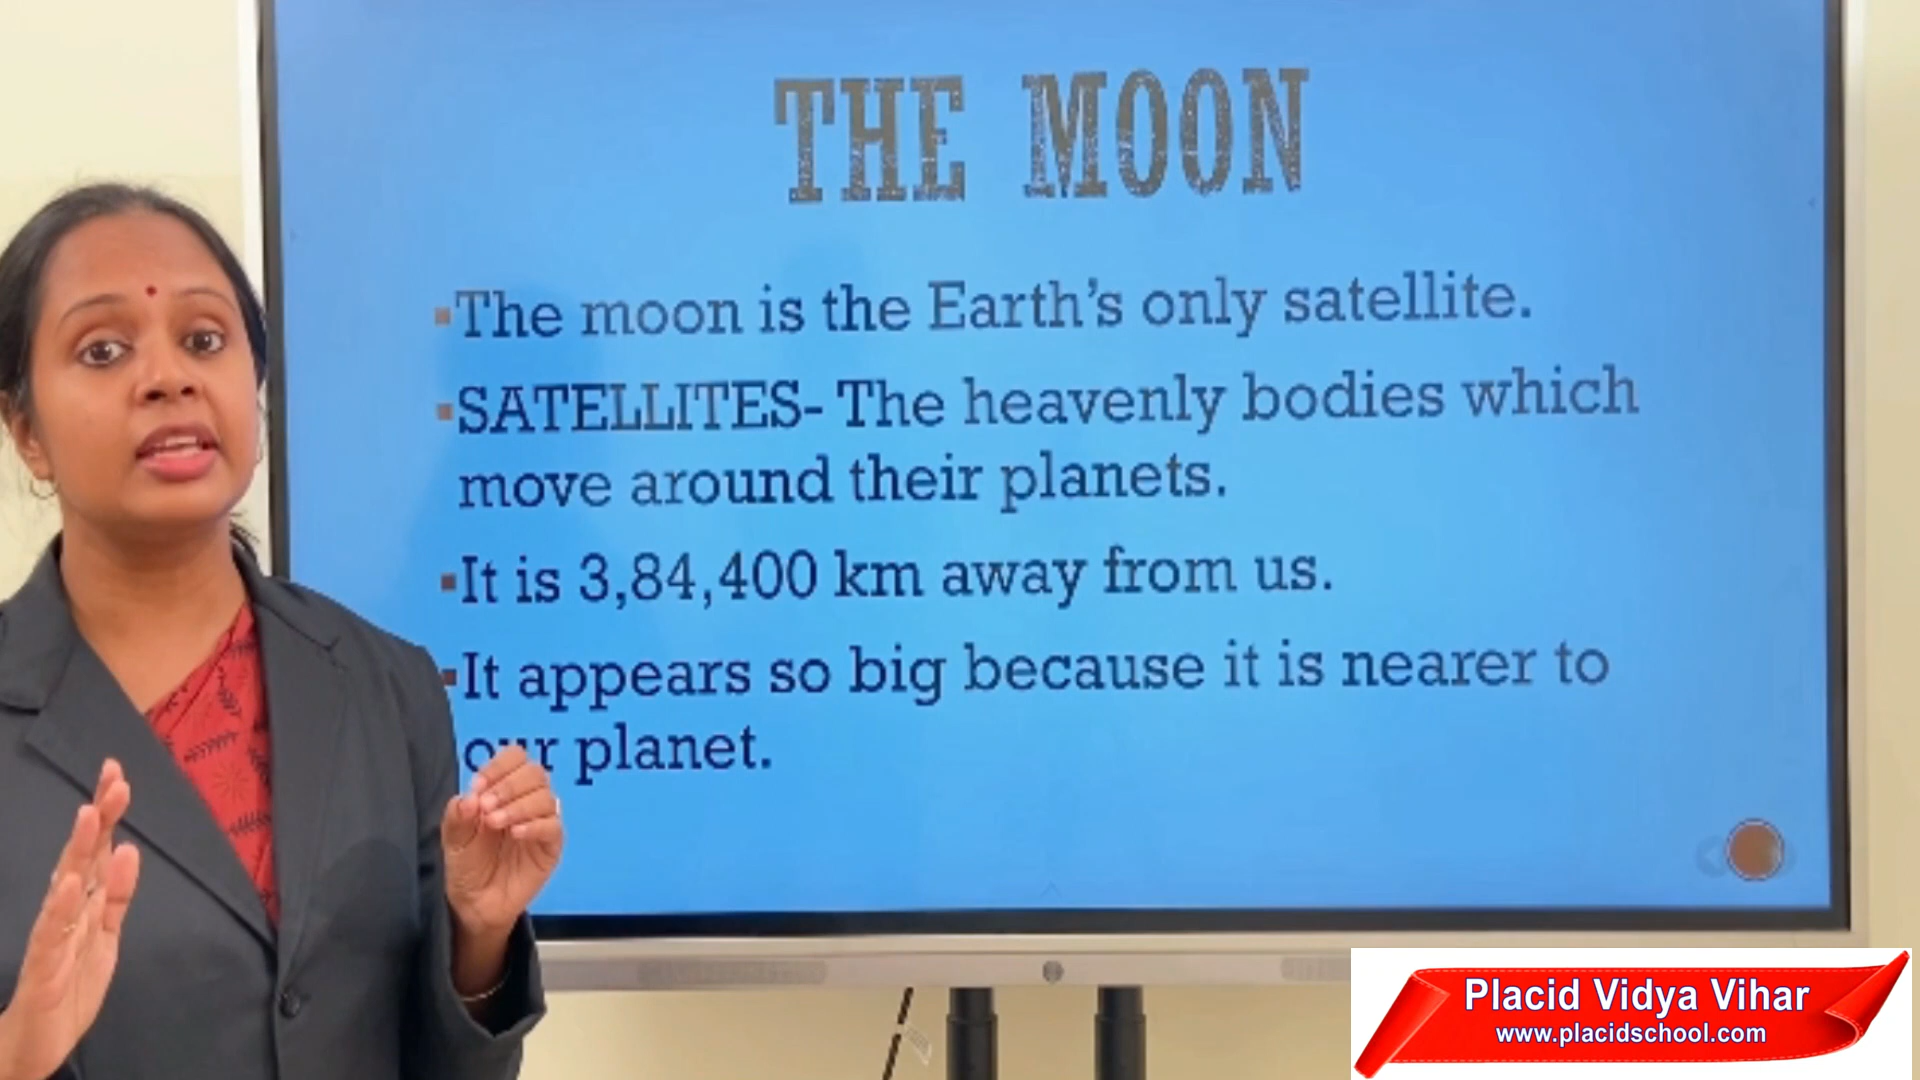 THE MOON
▪The moon is the Earth's only satellite.
▪SATELLITES- The heavenly bodies which
move around their planets.
▪It is 3,84,400 km away from us.
▪It appears so big because it is nearer to
our planet.
Placid Vidya Vihar
www.placidschool.com